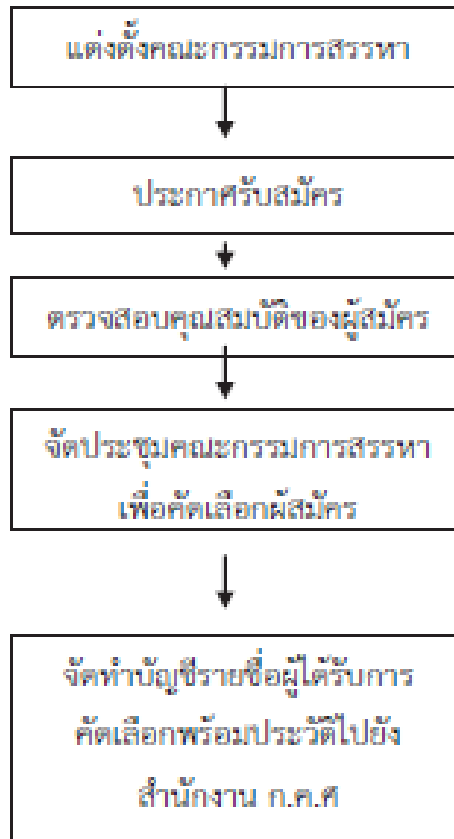 แต่งตั้งคณะกรรมการสรรหา
ประกาศรับสมัคร
ตรวจสอบคุณสมบัติของผู้สมัคร
จัดประชุมคณะกรรมการสรรหา
เพื่อคัดเลือกผู้สมัคร
จัดทำบัญชีรายชื่อผู้ได้รับการ
คัดเลือกพร้อมประวัติไปยัง
สำนักงาน ก.ค.ศ